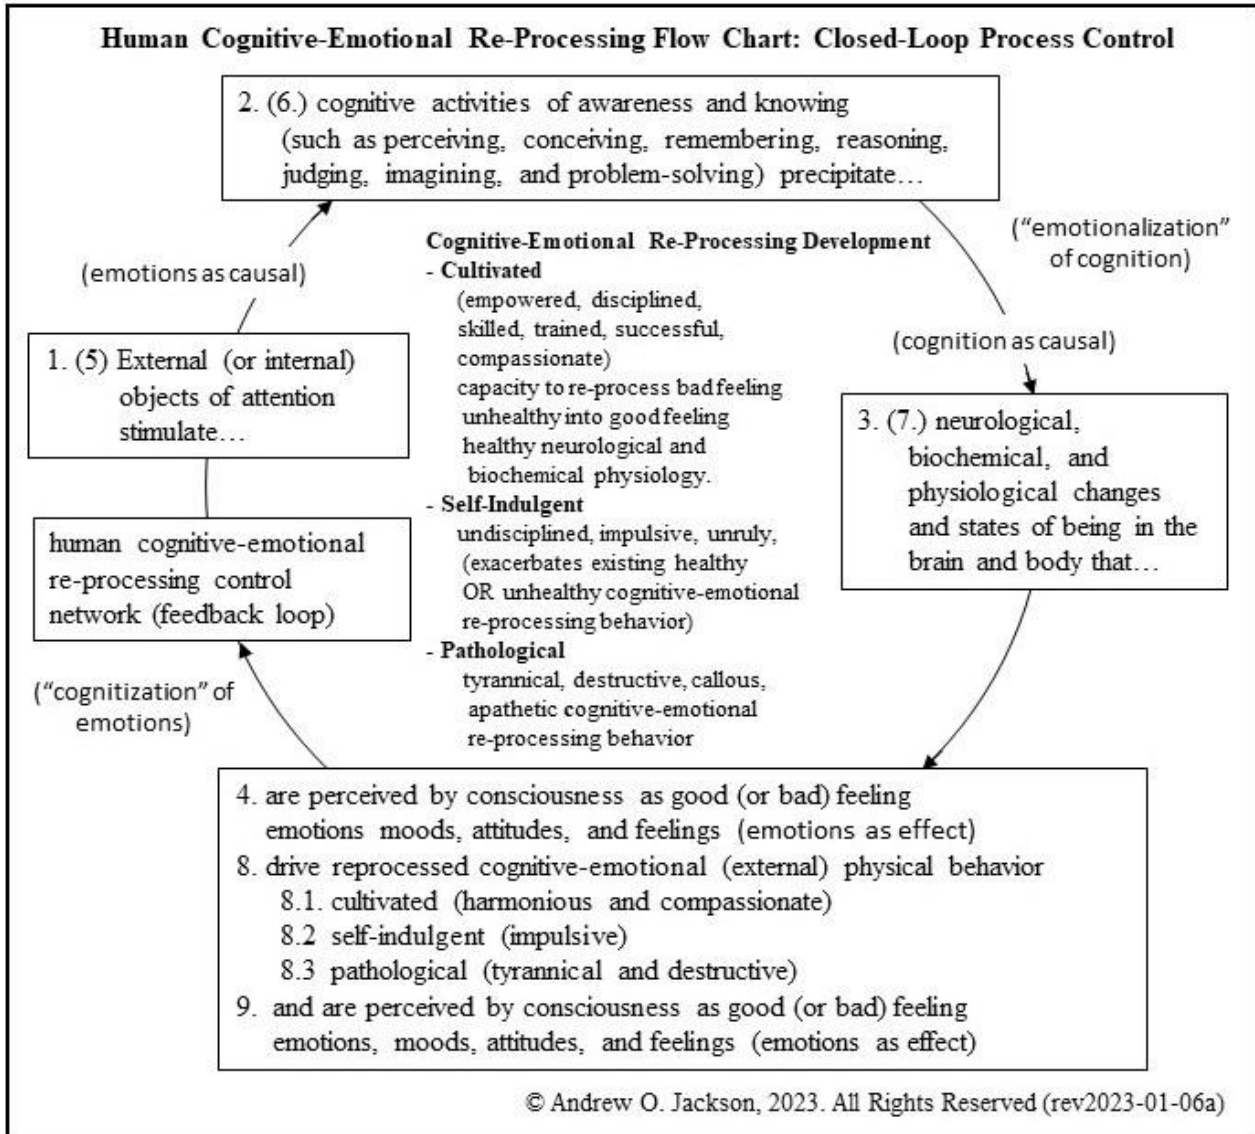 Human Cognitive-Emotional Re-Processing Flow Chart: Closed-Loop Process Control
2. (6.) cognitive activities of awareness and knowing
(such as perceiving, conceiving, remembering, reasoning,
judging, imagining, and problem-solving) precipitate…
("emotionalization"
of cognition)
(cognition as causal)
3. (7.) neurological,
biochemical, and
physiological changes
and states of being in the
brain and body that…
4. are perceived by consciousness as good (or bad) feeling
emotions moods, attitudes, and feelings (emotions as effect)
8. drive reprocessed cognitive-emotional (external) physical behavior
8.1. cultivated (harmonious and compassionate)
8.2 self-indulgent (impulsive)
8.3 pathological (tyrannical and destructive)
9. and are perceived by consciousness as good (or bad) feeling
emotions, moods, attitudes, and feelings (emotions as effect)
("cognitization" of
emotions)
human cognitive-emotional
re-processing control
network (feedback loop)
1. (5) External (or internal)
objects of attention
stimulate…
(emotions as causal)
Cognitive-Emotional Re-Processing Development
- Cultivated
(empowered, disciplined,
skilled, trained, successful,
compassionate)
capacity to re-process bad feeling
unhealthy into good feeling
healthy neurological and
biochemical physiology.
- Self-Indulgent
undisciplined, impulsive, unruly,
(exacerbates existing healthy
OR unhealthy cognitive-emotional
re-processing behavior)
- Pathological
tyrannical, destructive, callous,
apathetic cognitive-emotional
re-processing behavior
© Andrew O. Jackson, 2023. All Rights Reserved (rev2023-01-06a)